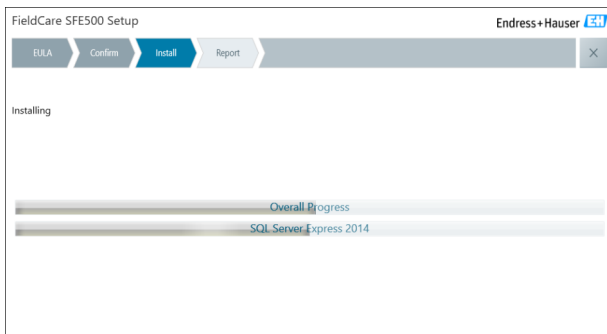 FieldCare SFE500 Setup
Endress+Hauser EH
EULA
Confirm
Install
Report
Installing
Overall Progress
SQL Server Express 2014